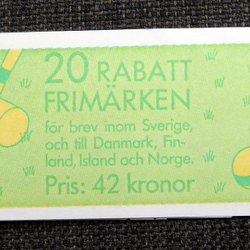 20 RABATT
FRIMÄRKEN
för brev inom Sverige,
och till Danmark, Fin-
land, Island och Norge.
Pris: 42 kronor